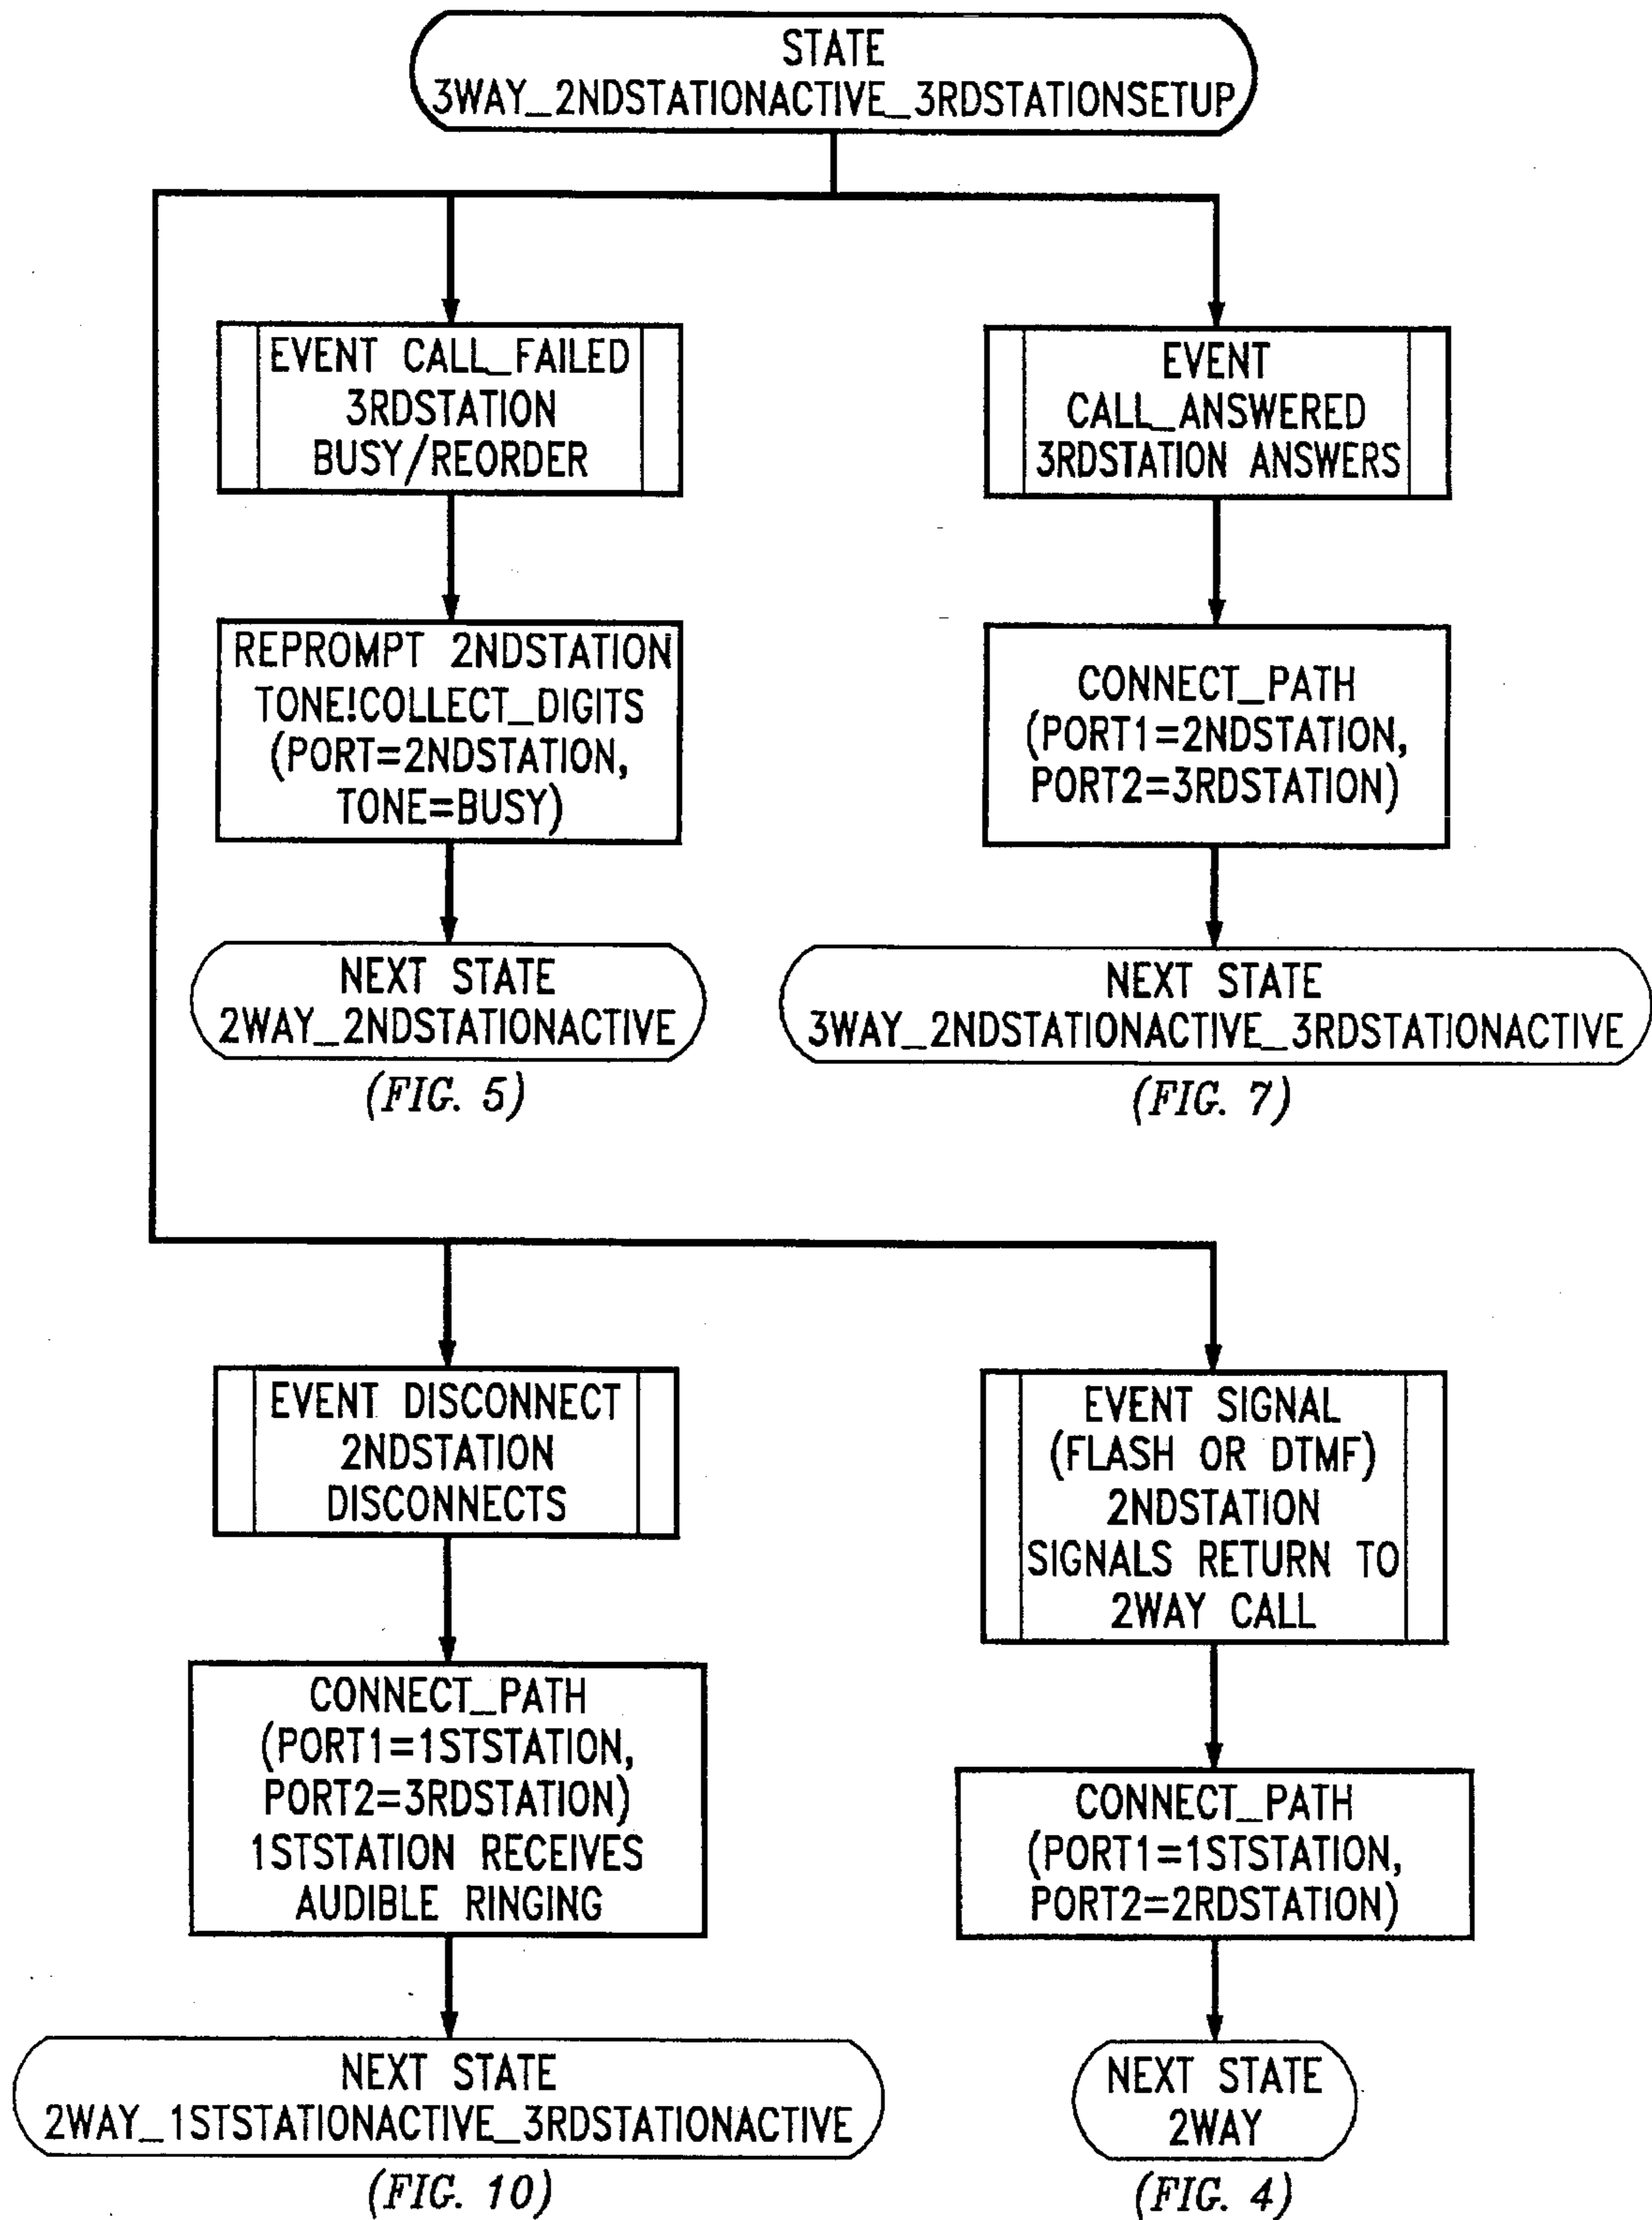 STATE
3WAY_2NDSTATIONACTIVE_3RDSTATIONSETUP
EVENT CALL_FAILED
3RDSTATION
BUSY/REORDER
REPROMPT 2NDSTATION
TONE!COLLECT_DIGITS
(PORT=2NDSTATION,
TONE=BUSY)
NEXT STATE
2WAY_2NDSTATIONACTIVE
(FIG. 5)
EVENT
CALL_ANSWERED
3RDSTATION ANSWERS
CONNECT_PATH
(PORT1=2NDSTATION,
PORT2=3RDSTATION)
NEXT STATE
3WAY_2NDSTATIONACTIVE_3RDSTATIONACTIVE
(FIG. 7)
EVENT DISCONNECT
2NDSTATION
DISCONNECTS
CONNECT_PATH
(PORT1=1STSTATION,
PORT2=3RDSTATION)
1STSTATION RECEIVES
AUDIBLE RINGING
NEXT STATE
2WAY_1STSTATIONACTIVE_3RDSTATIONACTIVE
(FIG. 10)
EVENT SIGNAL
(FLASH OR DTMF)
2NDSTATION
SIGNALS RETURN TO
2WAY CALL
CONNECT_PATH
(PORT1=1STSTATION,
PORT2=2RDSTATION)
NEXT STATE
2WAY
(FIG. 4)